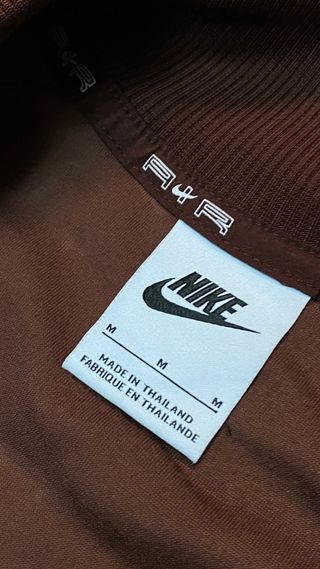 A+R
A+R
NIKE
M M M
MADE IN THAILAND
FABRIQUE EN THAILANDE